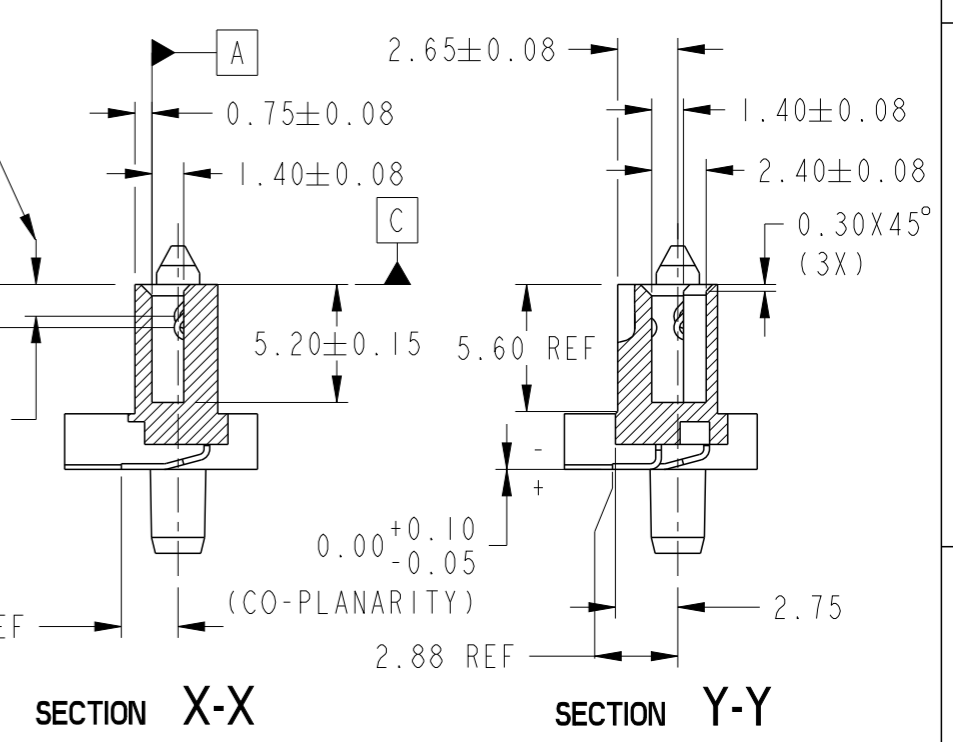 A
2.65±0.08
0.75±0.08
1.40±0.08
1.40±0.08
2.40±0.08
C
0.30X45°
(3X)
5.20±0.15
5.60 REF
-
+
0.00 +0.10
-0.05
(CO-PLANARITY)
2.75
2.88 REF
SECTION X-X
SECTION Y-Y